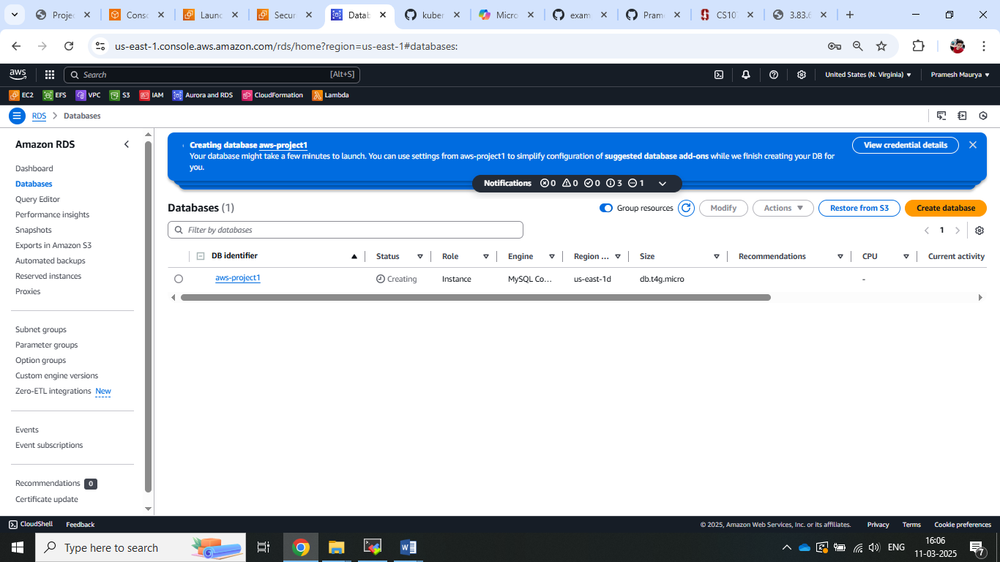 Projec
Conso
Launc
Securi
Datab
kuber
Micro
exam
Prame
CS107
3.83.6
us-east-1.console.aws.amazon.com/rds/home?region=us-east-1#databases:
aws
Search
[Alt+S]
United States (N. Virginia)
Pramesh Maurya
EC2
EFS
VPC
S3
IAM
Aurora and RDS
CloudFormation
Lambda
RDS
Databases
Amazon RDS
Dashboard
Databases
Query Editor
Performance insights
Snapshots
Exports in Amazon S3
Automated backups
Reserved instances
Proxies
Subnet groups
Parameter groups
Option groups
Custom engine versions
Zero-ETL integrations New
Events
Event subscriptions
Recommendations 0
Certificate update
Creating database aws-project1
Your database might take a few minutes to launch. You can use settings from aws-project1 to simplify configuration of suggested database add-ons while we finish creating your DB for
you.
View credential details
Notifications 0 0 0 3 1
Databases (1)
Group resources
Modify
Actions
Restore from S3
Create database
Filter by databases
1
DB identifier
Status
Role
Engine
Region ...
Size
Recommendations
CPU
Current activity
aws-project1
Creating
Instance
MySQL Co...
us-east-1d
db.t4g.micro
-
CloudShell
Feedback
© 2025, Amazon Web Services, Inc. or its affiliates.
Privacy
Terms
Cookie preferences
Type here to search
ENG
16:06
11-03-2025
7